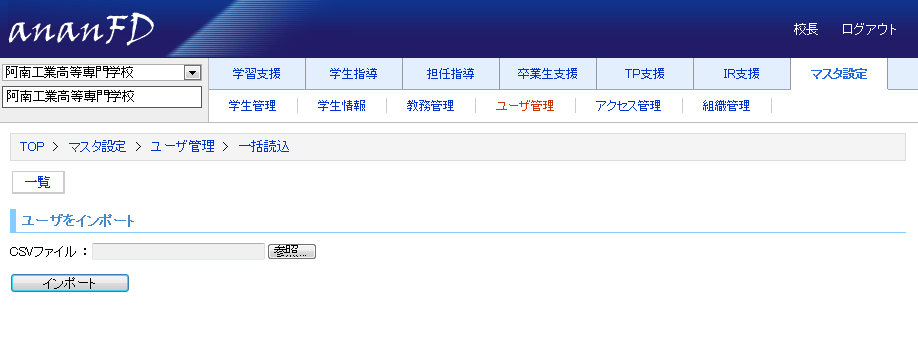 ananFD
校長 ログアウト
阿南工業高等専門学校
阿南工業高等専門学校
学習支援 学生指導 担任指導 卒業生支援 TP支援 IR支援 マスタ設定
学生管理 学生情報 教務管理 ユーザ管理 アクセス管理 組織管理
TOP > マスタ設定 > ユーザ管理 > 一括読込
一覧
ユーザをインポート
CSVファイル : 参照...
インポート